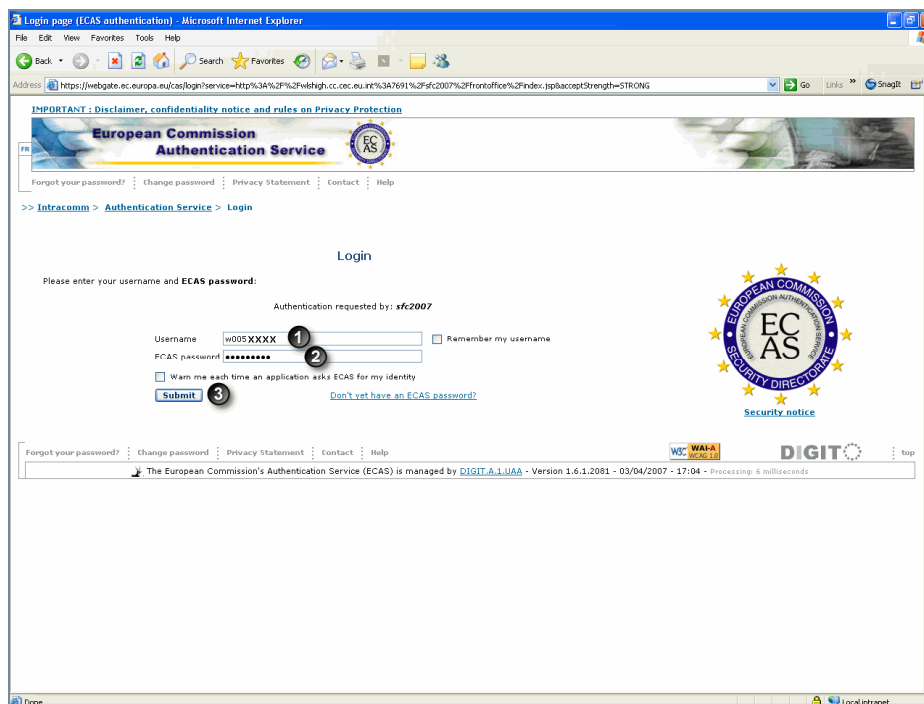 Login page (ECAS authentication) - Microsoft Internet Explorer
File Edit View Favorites Tools Help
Back Search Favorites
Address https://webgate.ec.europa.eu/cas/login?service=http%3A%2F%2Fwlshigh.cc.cec.eu.int%3A7691%2Fsfc2007%2Ffrontoffice%2Findex.jsp&acceptStrength=STRONG Go Links » SnagIt
IMPORTANT : Disclaimer, confidentiality notice and rules on Privacy Protection
FR
European Commission
Authentication Service
EC
AS
Forgot your password? Change password Privacy Statement Contact Help
>> Intracomm > Authentication Service > Login
Login
Please enter your username and ECAS password:
Authentication requested by: sfc2007
Username w005XXXX 1 Remember my username
ECAS password ••••••••• 2
Warn me each time an application asks ECAS for my identity
Submit 3 Don't yet have an ECAS password?
EUROPEAN COMMISSION
SECURITY DIRECTORATE
EUROPEAN COMMISSION AUTHENTICATION SERVICE
EC
AS
Security notice
Forgot your password? Change password Privacy Statement Contact Help W3C WAI-A WCAG 1.0 DIGIT top
The European Commission's Authentication Service (ECAS) is managed by DIGIT.A.1.UAA - Version 1.6.1.2081 - 03/04/2007 - 17:04 - Processing: 6 milliseconds
Done Local intranet